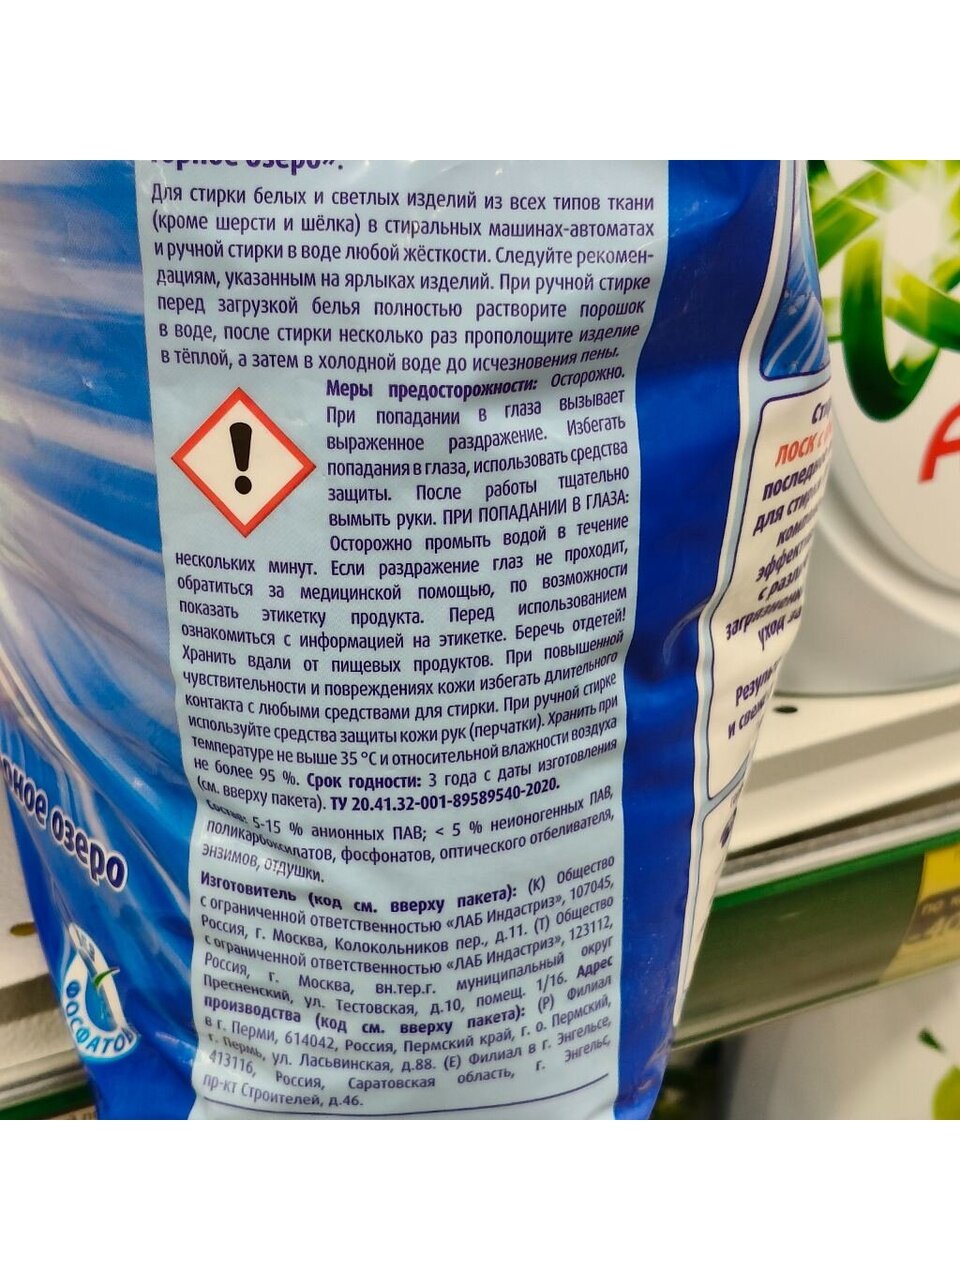 Горное озеро».
Для стирки белых и светлых изделий из всех типов ткани
(кроме шерсти и шёлка) в стиральных машинах-автоматах
и ручной стирки в воде любой жёсткости. Следуйте рекомен-
дациям, указанным на ярлыках изделий. При ручной стирке
перед загрузкой белья полностью растворите порошок
в воде, после стирки несколько раз прополощите изделие
в тёплой, а затем в холодной воде до исчезновения пены.
Меры предосторожности: Осторожно.
При попадании в глаза вызывает
выраженное раздражение. Избегать
попадания в глаза, использовать средства
защиты. После работы тщательно
вымыть руки. ПРИ ПОПАДАНИИ В ГЛАЗА:
Осторожно промыть водой в течение
нескольких минут. Если раздражение глаз не проходит,
обратиться за медицинской помощью, по возможности
показать этикетку продукта. Перед использованием
ознакомиться с информацией на этикетке. Беречь отдетей!
Хранить вдали от пищевых продуктов. При повышенной
чувствительности и повреждениях кожи избегать длительного
контакта с любыми средствами для стирки. При ручной стирке
используйте средства защиты кожи рук (перчатки). Хранить при
температуре не выше 35 °С и относительной влажности воздуха
не более 95 %. Срок годности: 3 года с даты изготовления
(см. вверху пакета). ТУ 20.41.32-001-89589540-2020.
Состав: 5-15 % анионных ПАВ; < 5 % неионогенных ПАВ,
поликарбоксилатов, фосфонатов, оптического отбеливателя,
энзимов, отдушки.
Изготовитель (код см. вверху пакета): (К) Общество
с ограниченной ответственностью «ЛАБ Индастриз», 107045,
Россия, г. Москва, Колокольников пер., д.11. (Т) Общество
с ограниченной ответственностью «ЛАБ Индастриз», 123112,
Россия, г. Москва, вн.тер.г. муниципальный округ
Пресненский, ул. Тестовская, д.10, помещ. 1/16. Адрес
производства (код см. вверху пакета): (Р) Филиал
в г. Перми, 614042, Россия, Пермский край, г. о. Пермский,
г. Пермь, ул. Ласьвинская, д.88. (Е) Филиал в г. Энгельсе,
413116, Россия, Саратовская область, г. Энгельс,
пр-кт Строителей, д.46.
озеро
БЕЗ
ФОСФАТОВ
ЛОСК
для
уход за
A